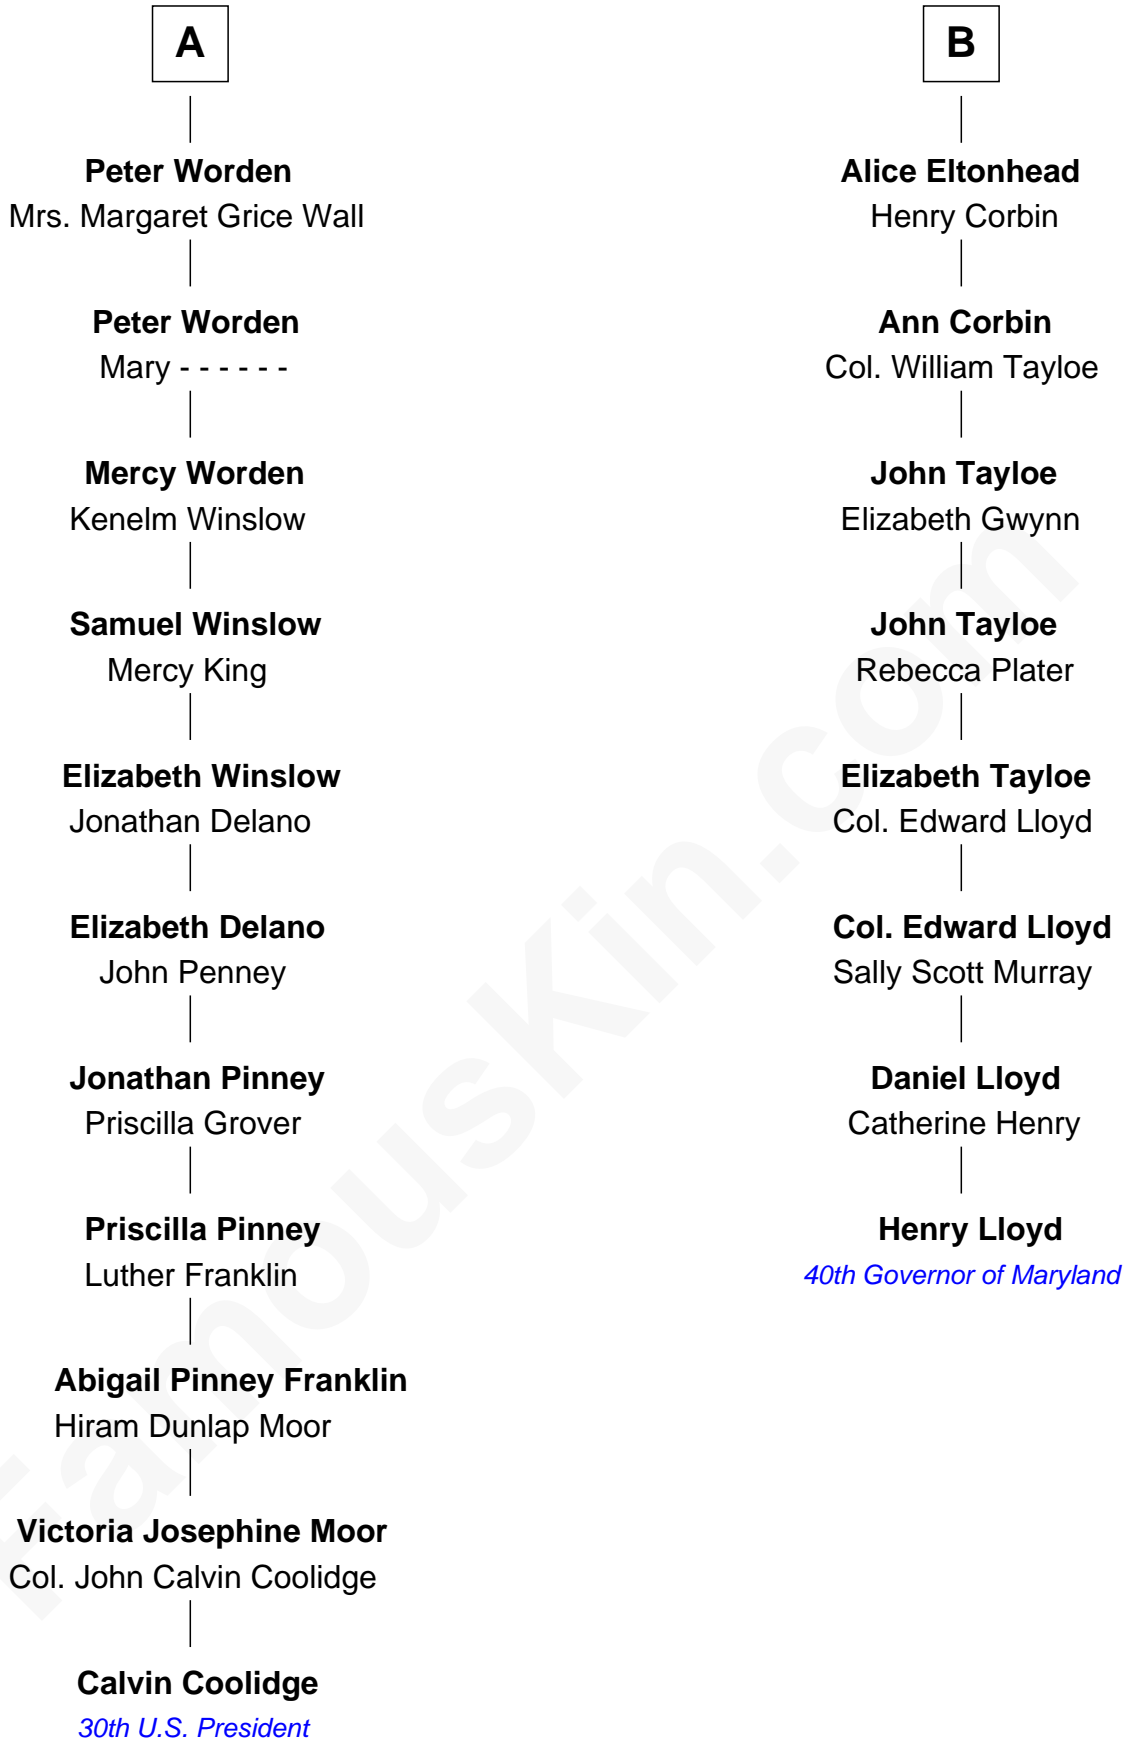 A
Peter Worden
Mrs. Margaret Grice Wall
Peter Worden
Mary - - - - - -
Mercy Worden
Kenelm Winslow
Samuel Winslow
Mercy King
Elizabeth Winslow
Jonathan Delano
Elizabeth Delano
John Penney
Jonathan Pinney
Priscilla Grover
Priscilla Pinney
Luther Franklin
Abigail Pinney Franklin
Hiram Dunlap Moor
Victoria Josephine Moor
Col. John Calvin Coolidge
Calvin Coolidge
30th U.S. President
B
Alice Eltonhead
Henry Corbin
Ann Corbin
Col. William Tayloe
John Tayloe
Elizabeth Gwynn
John Tayloe
Rebecca Plater
Elizabeth Tayloe
Col. Edward Lloyd
Col. Edward Lloyd
Sally Scott Murray
Daniel Lloyd
Catherine Henry
Henry Lloyd
40th Governor of Maryland
FamousKin.com